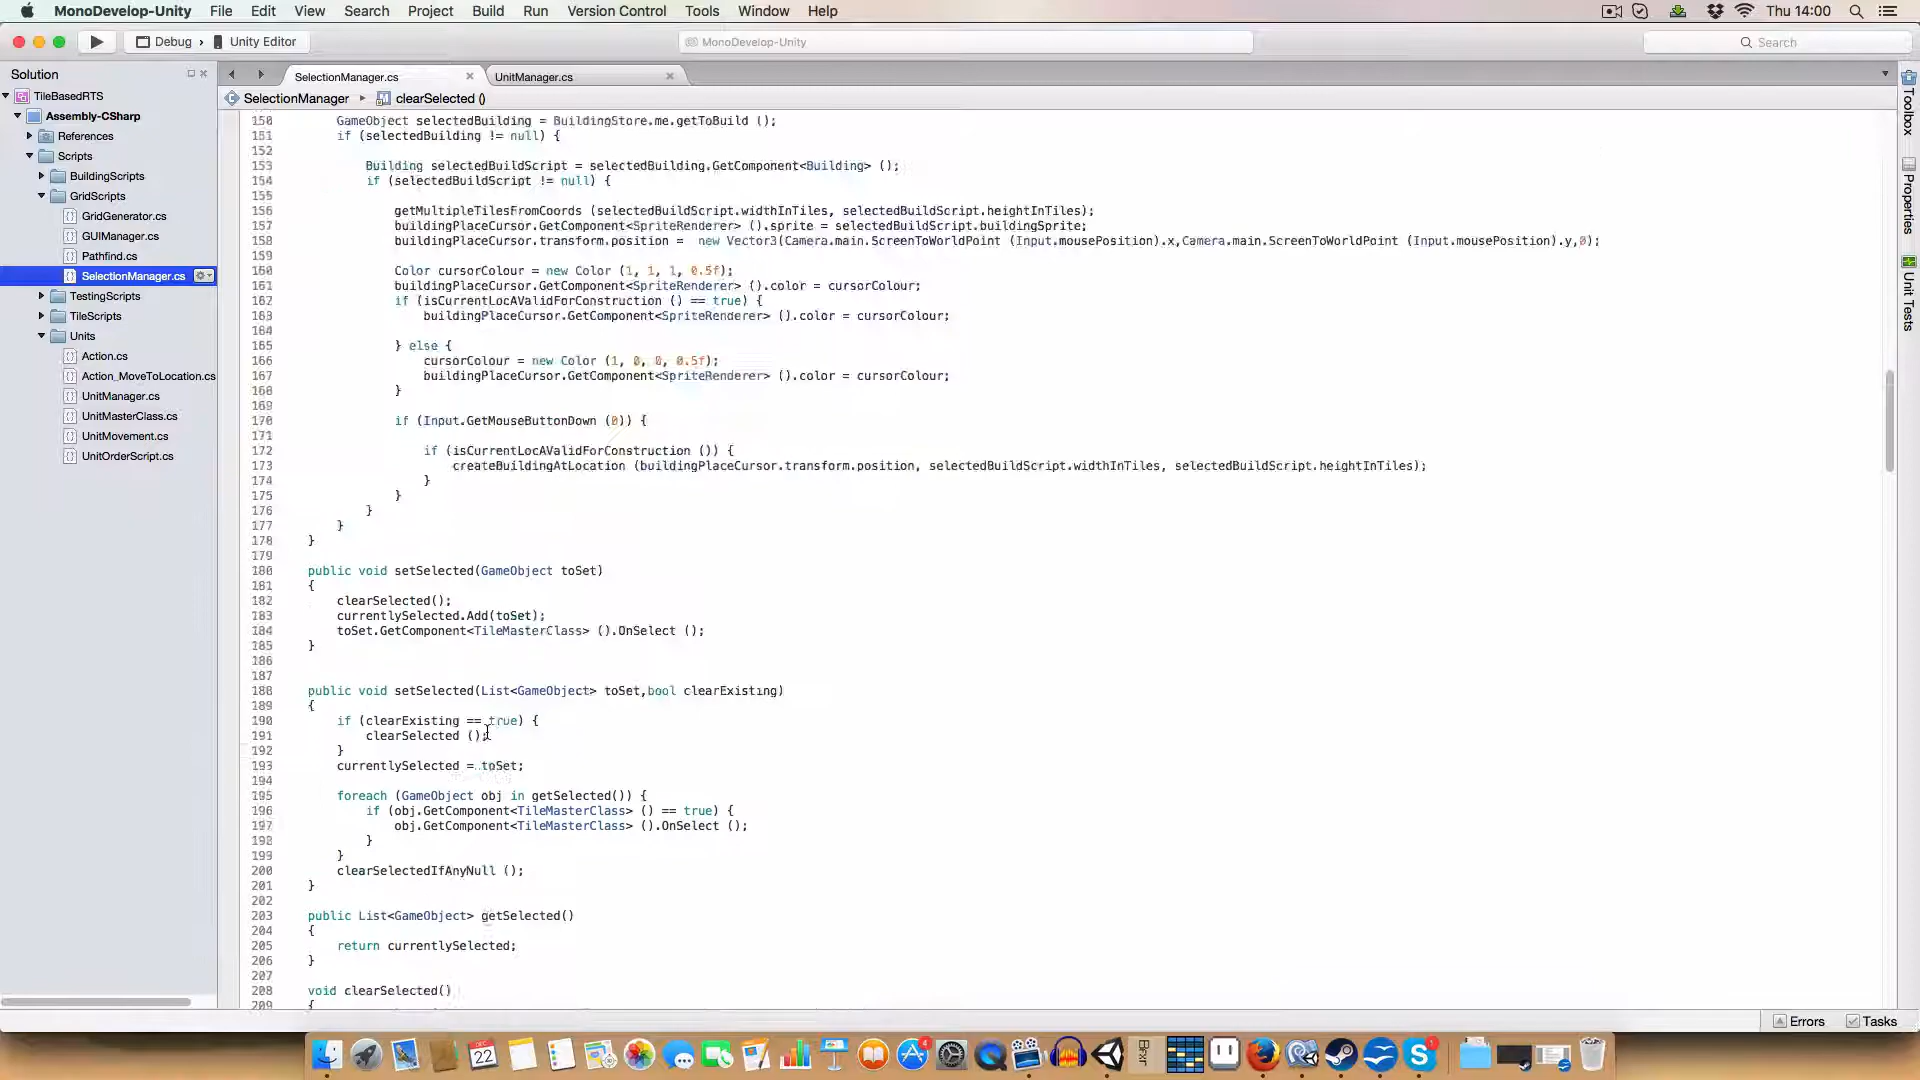 MonoDevelop-Unity File Edit View Search Project Build Run Version Control Tools Window Help Thu 14:00
Debug › Unity Editor MonoDevelop-Unity Search
Solution
TileBasedRTS
Assembly-CSharp
References
Scripts
BuildingScripts
GridScripts
GridGenerator.cs
GUIManager.cs
Pathfind.cs
SelectionManager.cs
TestingScripts
TileScripts
Units
Action.cs
Action_MoveToLocation.cs
UnitManager.cs
UnitMasterClass.cs
UnitMovement.cs
UnitOrderScript.cs
SelectionManager.cs UnitManager.cs
SelectionManager clearSelected ()
150 GameObject selectedBuilding = BuildingStore.me.getToBuild ();
151 if (selectedBuilding != null) {
152
153 Building selectedBuildScript = selectedBuilding.GetComponent<Building> ();
154 if (selectedBuildScript != null) {
155
156 getMultipleTilesFromCoords (selectedBuildScript.widthInTiles, selectedBuildScript.heightInTiles);
157 buildingPlaceCursor.GetComponent<SpriteRenderer> ().sprite = selectedBuildScript.buildingSprite;
158 buildingPlaceCursor.transform.position = new Vector3(Camera.main.ScreenToWorldPoint (Input.mousePosition).x,Camera.main.ScreenToWorldPoint (Input.mousePosition).y,0);
159
160 Color cursorColour = new Color (1, 1, 1, 0.5f);
161 buildingPlaceCursor.GetComponent<SpriteRenderer> ().color = cursorColour;
162 if (isCurrentLocAValidForConstruction () == true) {
163 buildingPlaceCursor.GetComponent<SpriteRenderer> ().color = cursorColour;
164
165 } else {
166 cursorColour = new Color (1, 0, 0, 0.5f);
167 buildingPlaceCursor.GetComponent<SpriteRenderer> ().color = cursorColour;
168 }
169
170 if (Input.GetMouseButtonDown (0)) {
171
172 if (isCurrentLocAValidForConstruction ()) {
173 createBuildingAtLocation (buildingPlaceCursor.transform.position, selectedBuildScript.widthInTiles, selectedBuildScript.heightInTiles);
174 }
175 }
176 }
177 }
178 }
179
180 public void setSelected(GameObject toSet)
181 {
182 clearSelected();
183 currentlySelected.Add(toSet);
184 toSet.GetComponent<TileMasterClass> ().OnSelect ();
185 }
186
187
188 public void setSelected(List<GameObject> toSet,bool clearExisting)
189 {
190 if (clearExisting == true) {
191 clearSelected ();
192 }
193 currentlySelected = toSet;
194
195 foreach (GameObject obj in getSelected()) {
196 if (obj.GetComponent<TileMasterClass> () == true) {
197 obj.GetComponent<TileMasterClass> ().OnSelect ();
198 }
199 }
200 clearSelectedIfAnyNull ();
201 }
202
203 public List<GameObject> getSelected()
204 {
205 return currentlySelected;
206 }
207
208 void clearSelected()
209 {
Toolbox
Properties
Unit Tests
Errors Tasks
DEC
22
4
1